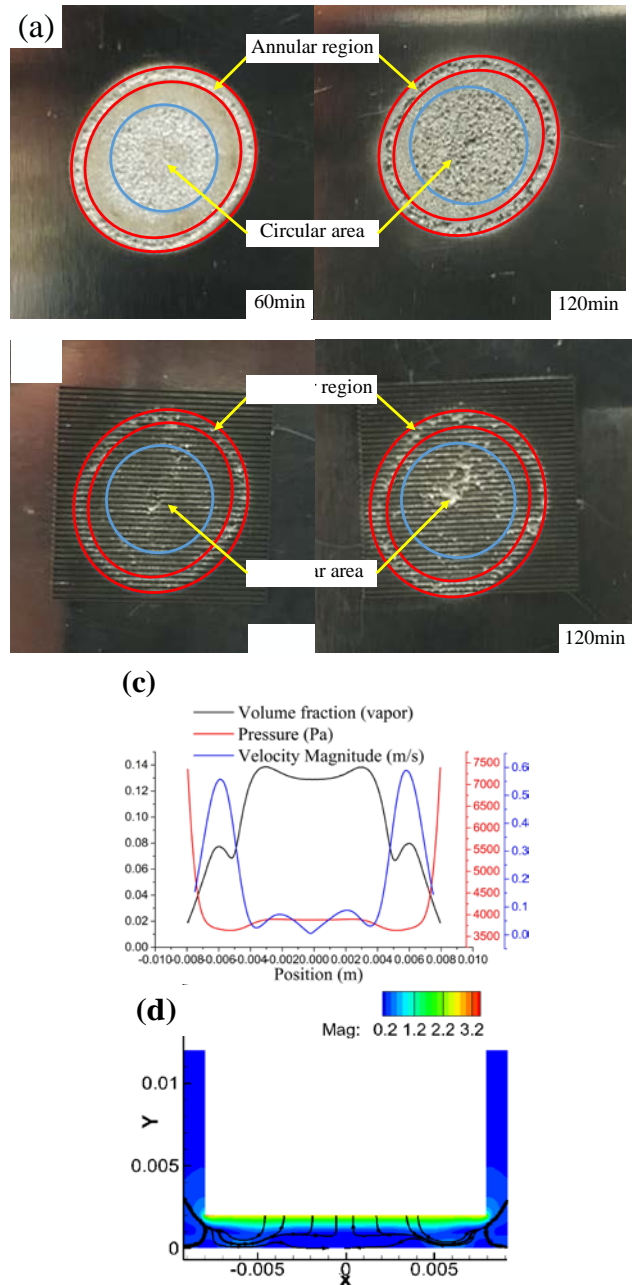 (a)
Annular region
Circular area
60min
120min
region
area
120min
(c)
Volume fraction (vapor)
Pressure (Pa)
Velocity Magnitude (m/s)
0.14
0.12
0.10
0.08
0.06
0.04
0.02
0.00
7500
7000
6500
6000
5500
5000
4500
4000
3500
0.6
0.5
0.4
0.3
0.2
0.1
0.0
-0.010
-0.008
-0.006
-0.004
-0.002
0.000
0.002
0.004
0.006
0.008
0.010
Position (m)
(d)
Mag: 0.2 1.2 2.2 3.2
0.01
0.005
0
Y
-0.005
0
0.005
X